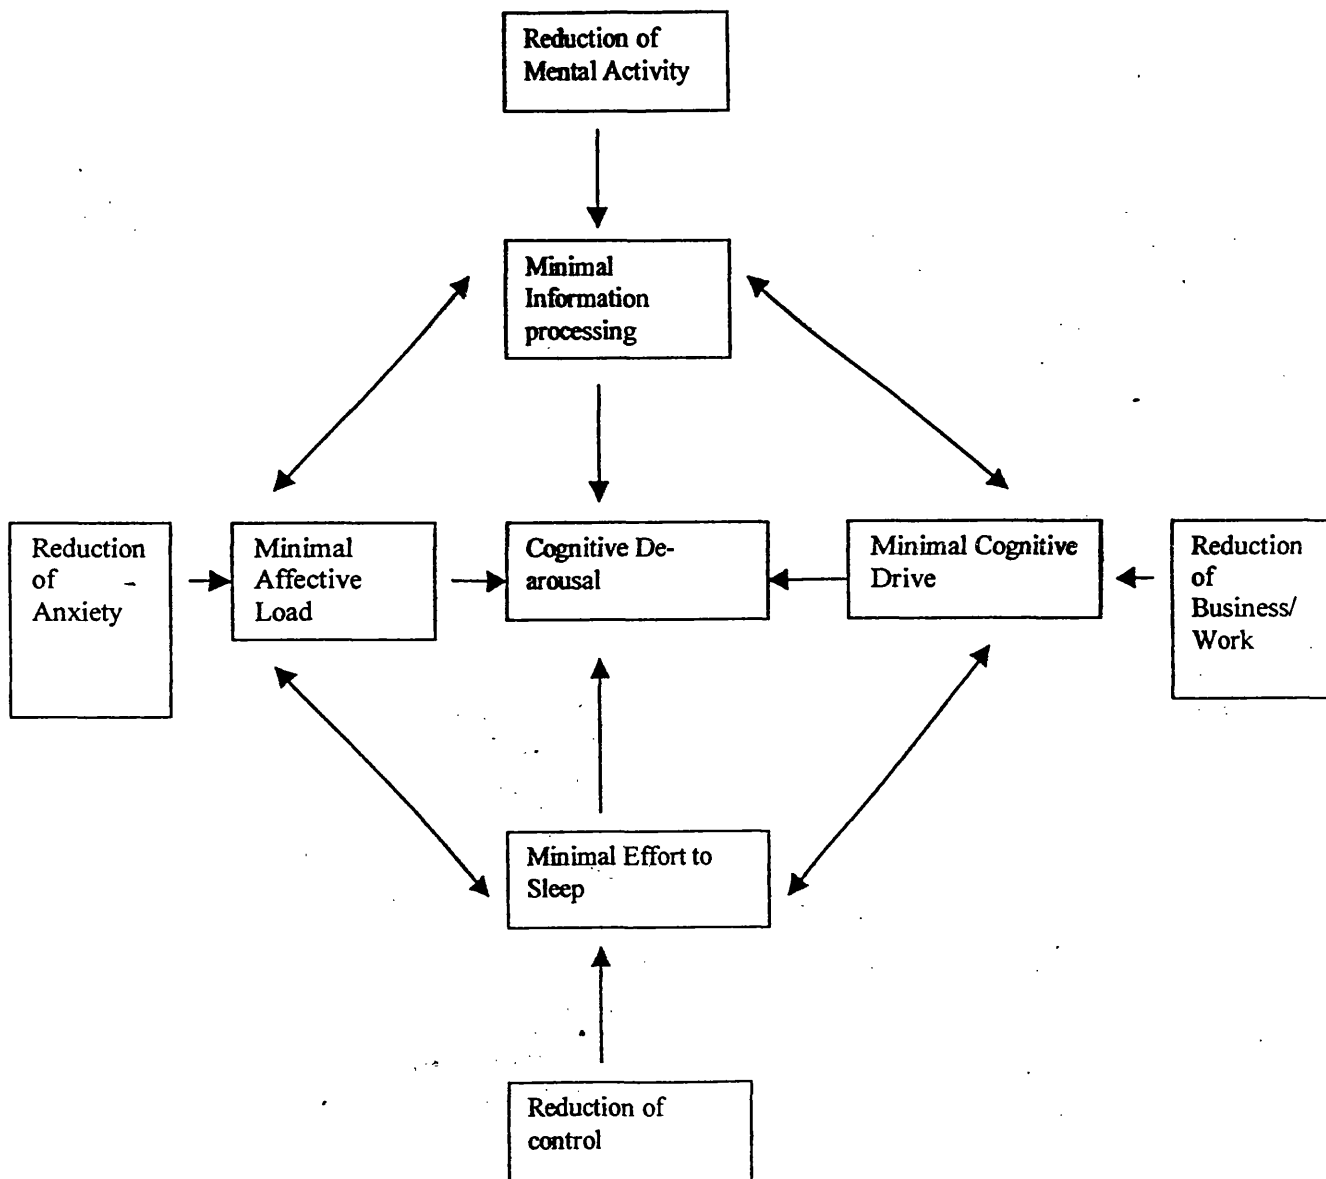 Reduction of
Mental Activity
Minimal
Information
processing
Reduction
of
Anxiety
Minimal
Affective
Load
Cognitive De-
arousal
Minimal Cognitive
Drive
Reduction
of
Business/
Work
Minimal Effort to
Sleep
Reduction of
control